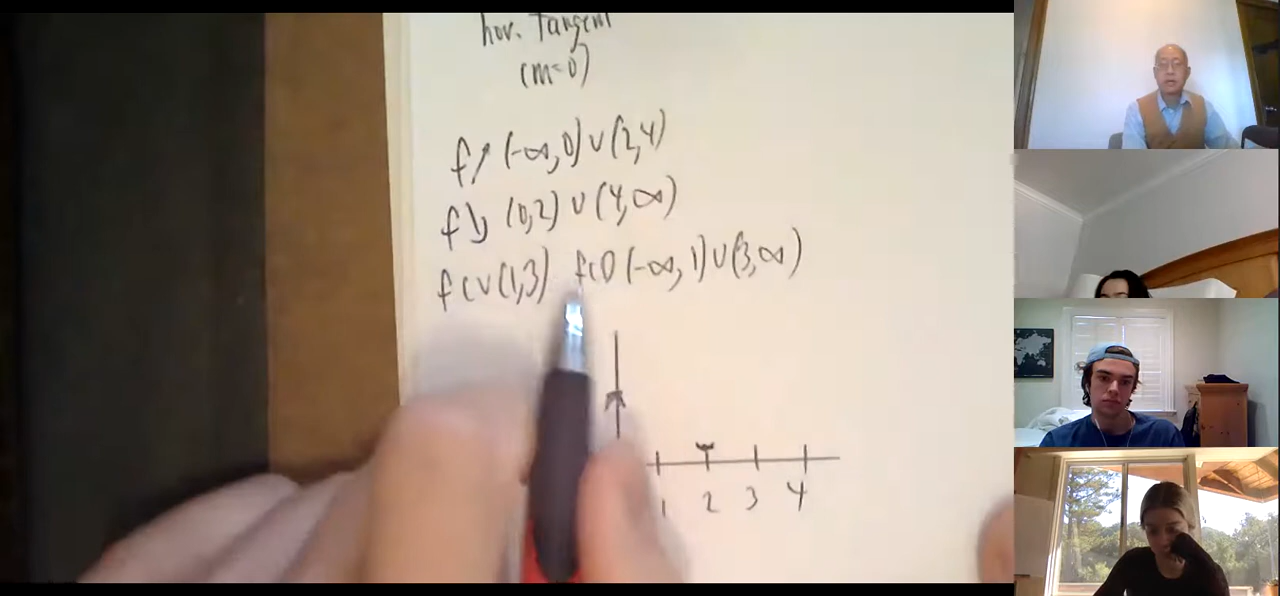 hor. Tangent
(m=0)
f↗ (-∞,0)∪(2,4)
f↘ (0,2)∪(4,∞)
f C∪ (1,3) f C∩ (-∞,1)∪(3,∞)
1 2 3 4